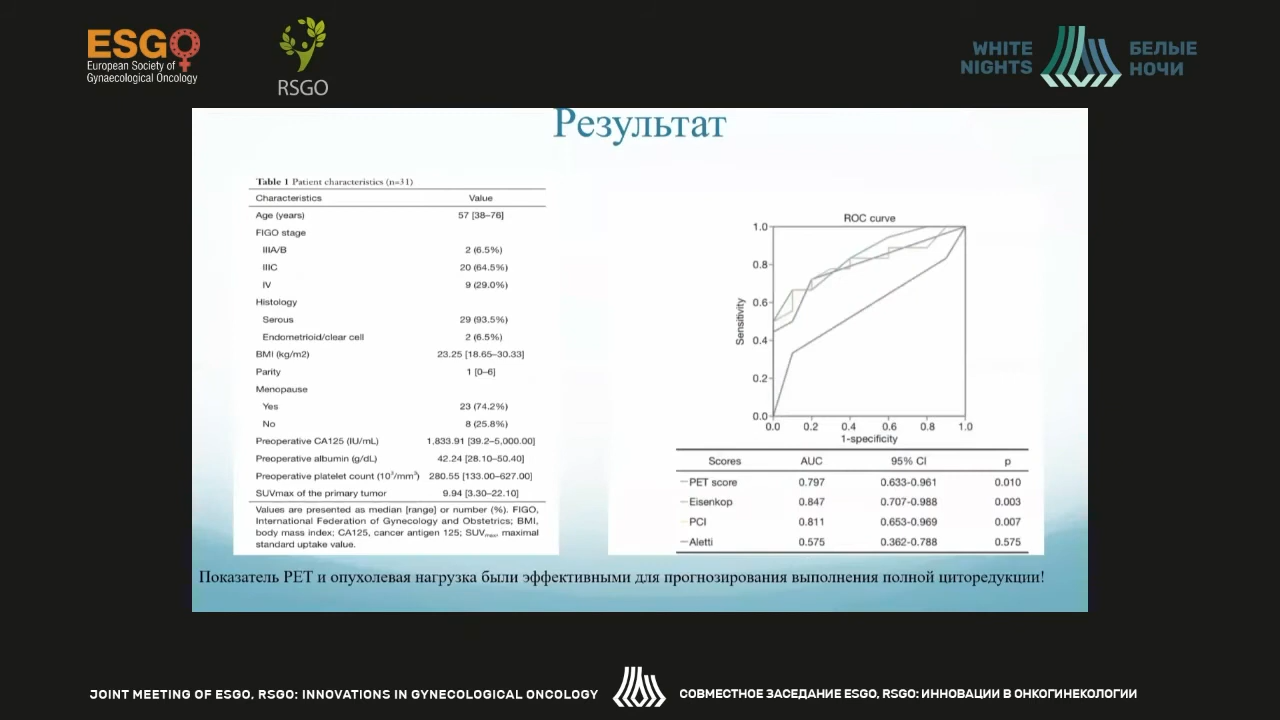 ESGO
European Society of
Gynaecological Oncology
RSGO
WHITE
NIGHTS
БЕЛЫЕ
НОЧИ
Результат
Table 1 Patient characteristics (n=31)
Characteristics Value
Age (years) 57 [38–76]
FIGO stage
IIIA/B 2 (6.5%)
IIIC 20 (64.5%)
IV 9 (29.0%)
Histology
Serous 29 (93.5%)
Endometrioid/clear cell 2 (6.5%)
BMI (kg/m2) 23.25 [18.65–30.33]
Parity 1 [0–6]
Menopause
Yes 23 (74.2%)
No 8 (25.8%)
Preoperative CA125 (IU/mL) 1,833.91 [39.2–5,000.00]
Preoperative albumin (g/dL) 42.24 [28.10–50.40]
Preoperative platelet count (10³/mm³) 280.55 [133.00–627.00]
SUVmax of the primary tumor 9.94 [3.30–22.10]
Values are presented as median [range] or number (%). FIGO,
International Federation of Gynecology and Obstetrics; BMI,
body mass index; CA125, cancer antigen 125; SUVmax, maximal
standard uptake value.
ROC curve
1.0
0.8
0.6
0.4
0.2
0.0
Sensitivity
0.0 0.2 0.4 0.6 0.8 1.0
1-specificity
Scores AUC 95% CI p
PET score 0.797 0.633-0.961 0.010
Eisenkop 0.847 0.707-0.988 0.003
PCI 0.811 0.653-0.969 0.007
Aletti 0.575 0.362-0.788 0.575
Показатель PET и опухолевая нагрузка были эффективными для прогнозирования выполнения полной циторедукции!
JOINT MEETING OF ESGO, RSGO: INNOVATIONS IN GYNECOLOGICAL ONCOLOGY
СОВМЕСТНОЕ ЗАСЕДАНИЕ ESGO, RSGO: ИННОВАЦИИ В ОНКОГИНЕКОЛОГИИ